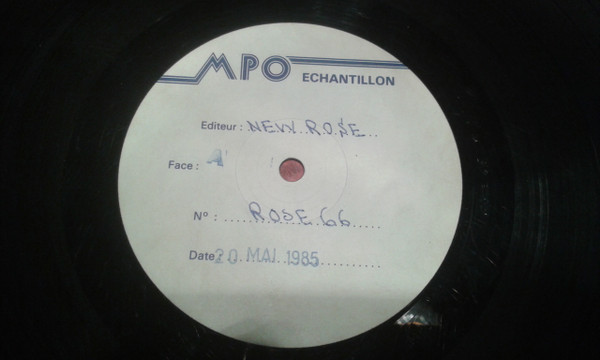 MPO ECHANTILLON
Editeur : NEW ROSE
Face : A
N° : ROSE 66
Date 20 MAI 1985